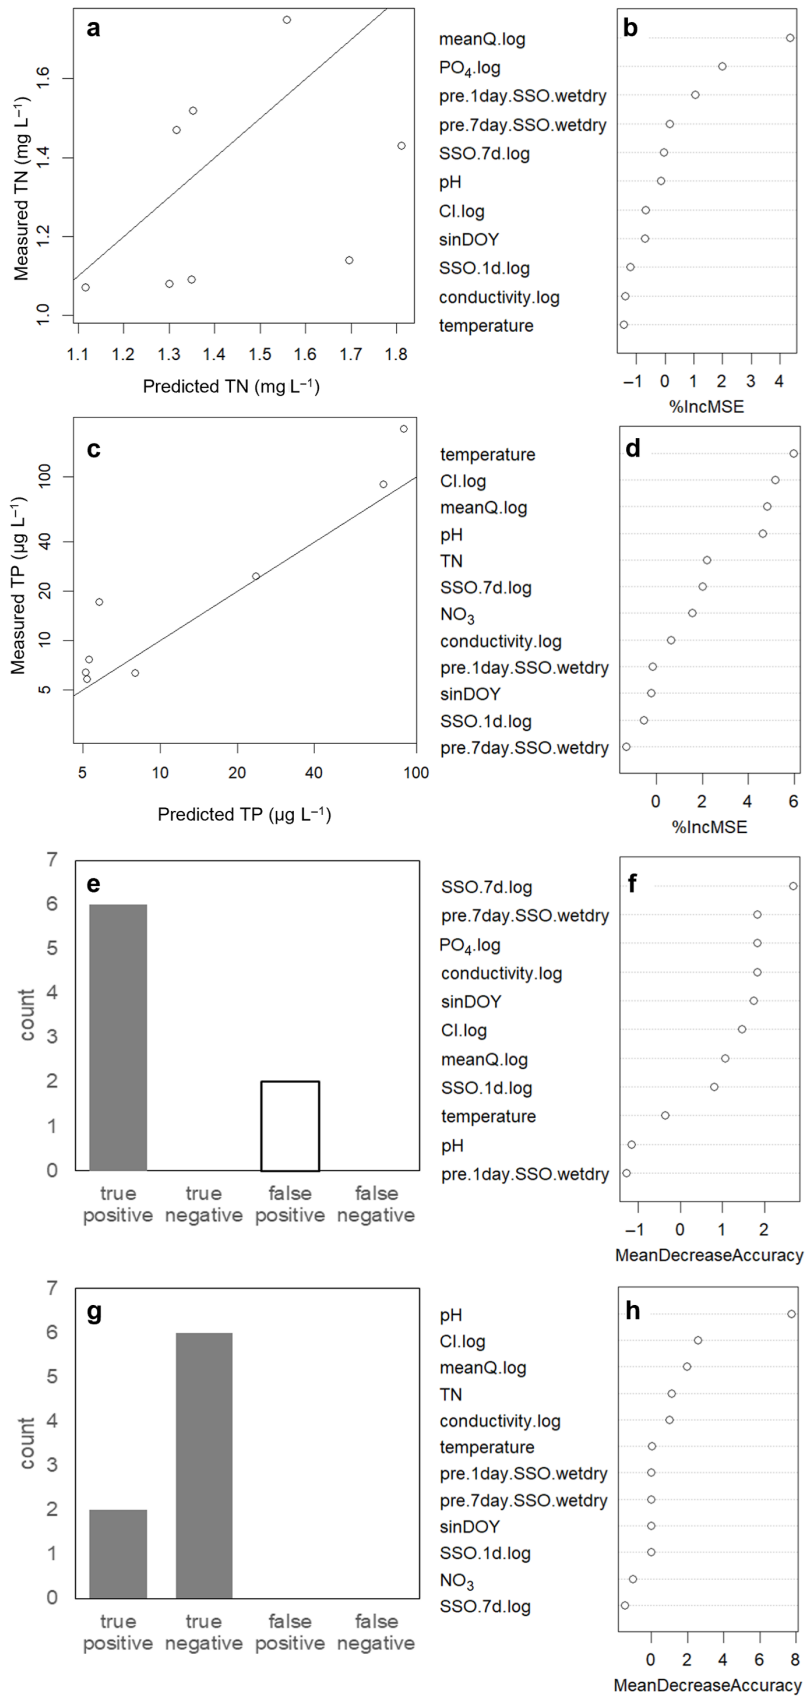 a
1.6
1.4
1.2
1.0
Measured TN (mg L⁻¹)
1.1 1.2 1.3 1.4 1.5 1.6 1.7 1.8
Predicted TN (mg L⁻¹)
b
meanQ.log
PO₄.log
pre.1day.SSO.wetdry
pre.7day.SSO.wetdry
SSO.7d.log
pH
Cl.log
sinDOY
SSO.1d.log
conductivity.log
temperature
−1 0 1 2 3 4
%IncMSE
c
100
40
20
10
5
Measured TP (µg L⁻¹)
5 10 20 40 100
Predicted TP (µg L⁻¹)
d
temperature
Cl.log
meanQ.log
pH
TN
SSO.7d.log
NO₃
conductivity.log
pre.1day.SSO.wetdry
sinDOY
SSO.1d.log
pre.7day.SSO.wetdry
0 2 4 6
%IncMSE
e
7
6
5
4
3
2
1
0
count
true positive
true negative
false positive
false negative
f
SSO.7d.log
pre.7day.SSO.wetdry
PO₄.log
conductivity.log
sinDOY
Cl.log
meanQ.log
SSO.1d.log
temperature
pH
pre.1day.SSO.wetdry
−1 0 1 2
MeanDecreaseAccuracy
g
7
6
5
4
3
2
1
0
count
true positive
true negative
false positive
false negative
h
pH
Cl.log
meanQ.log
TN
conductivity.log
temperature
pre.1day.SSO.wetdry
pre.7day.SSO.wetdry
sinDOY
SSO.1d.log
NO₃
SSO.7d.log
0 2 4 6 8
MeanDecreaseAccuracy